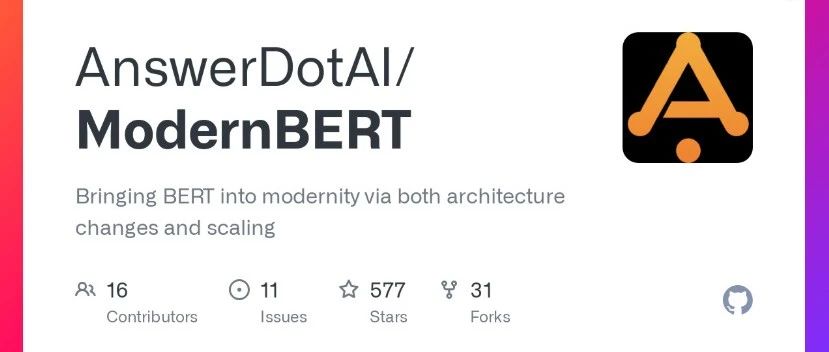 AnswerDotAI/
ModernBERT
Bringing BERT into modernity via both architecture
changes and scaling
16
Contributors
11
Issues
577
Stars
31
Forks